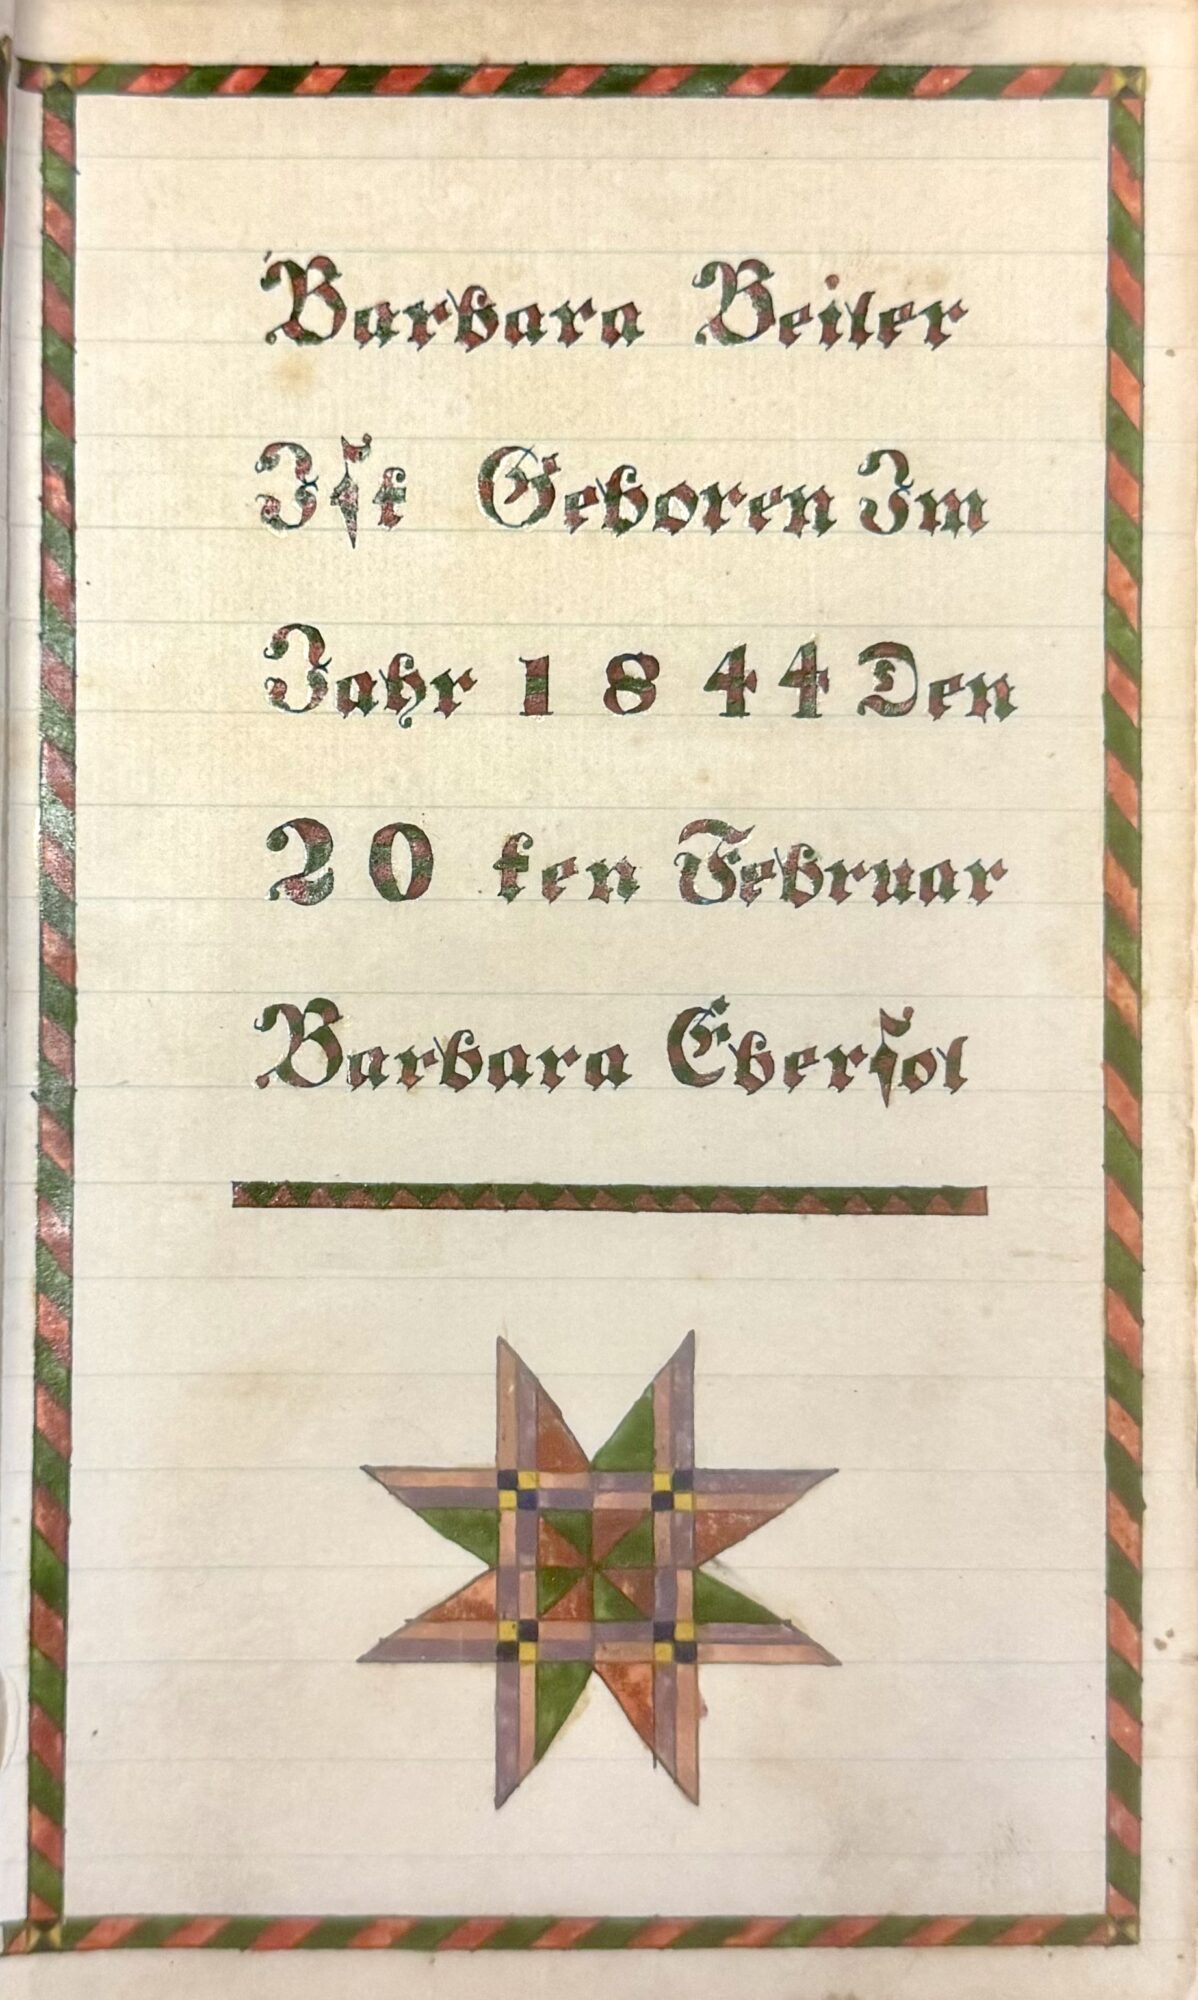 Barbara Beiler
Ist Geboren Im
Jahr 1844 Den
20 ten Februar
Barbara Ebersol